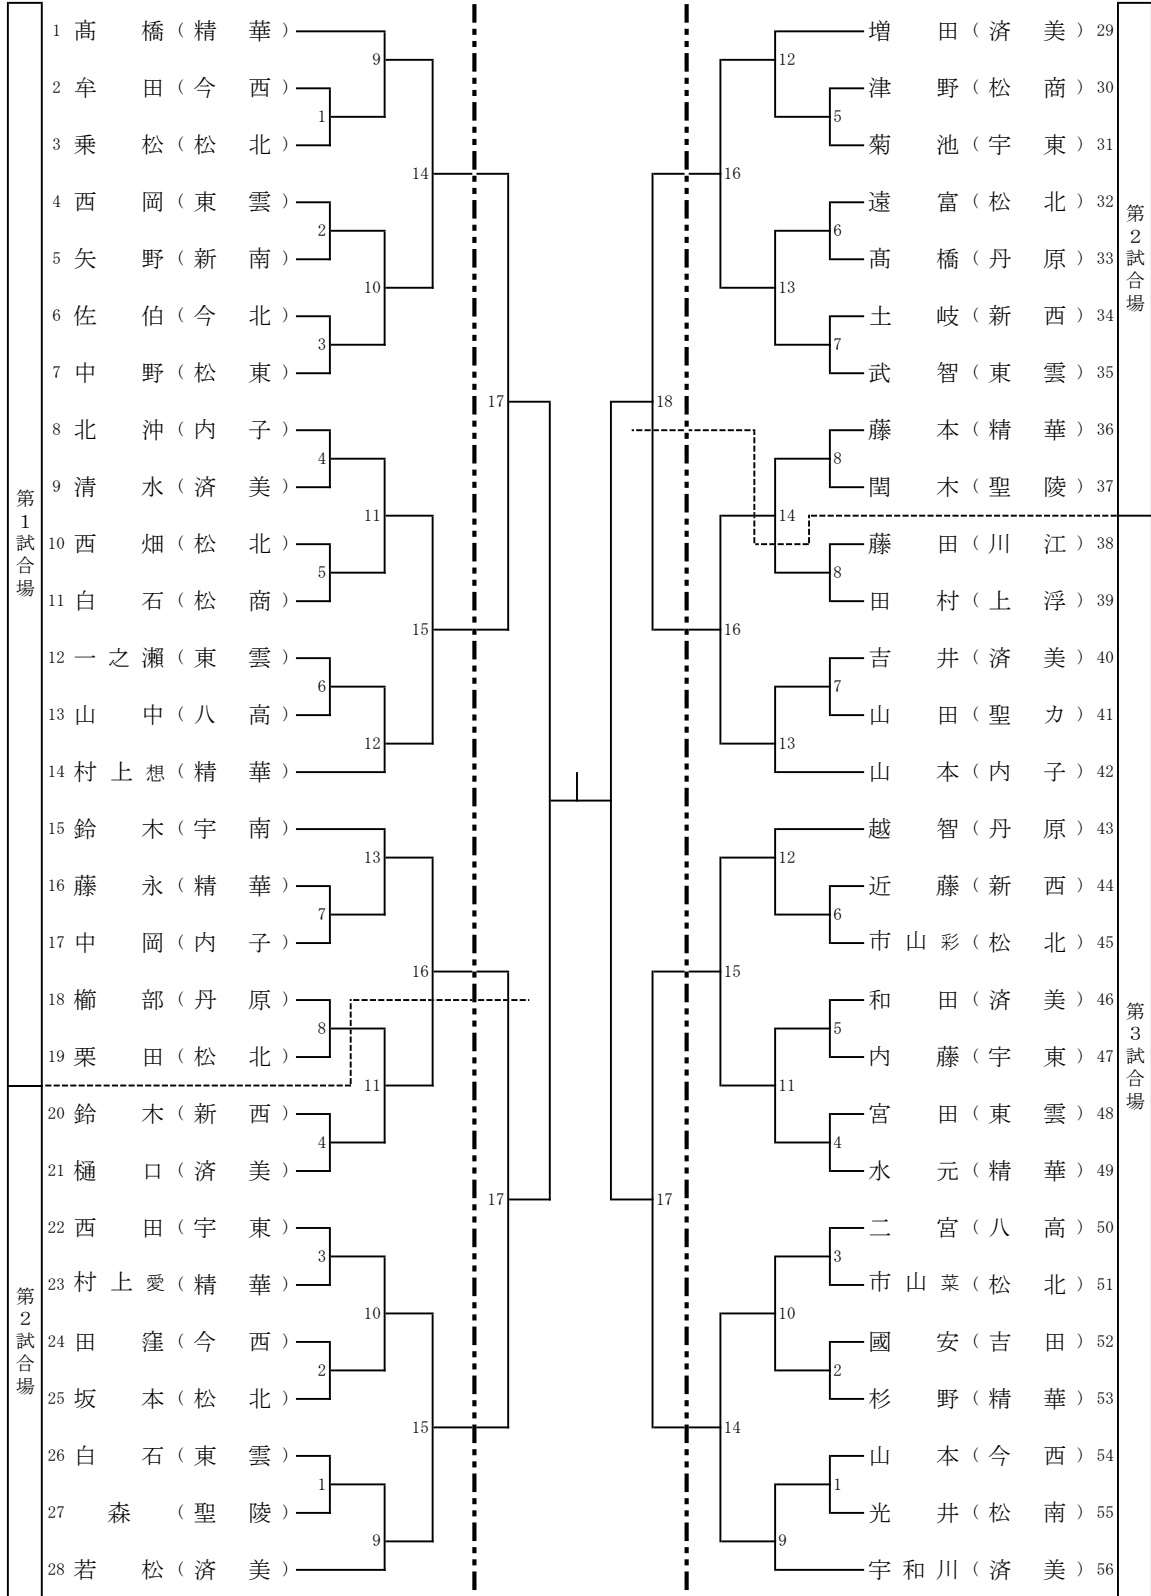 1 髙橋（精華）
9
2 牟田（今西）
1
3 乗松（松北）
14
4 西岡（東雲）
2
5 矢野（新南）
10
6 佐伯（今北）
3
7 中野（松東）
17
8 北沖（内子）
4
9 清水（済美）
11
10 西畑（松北）
5
11 白石（松商）
15
12 一之瀬（東雲）
6
13 山中（八高）
12
14 村上想（精華）
15 鈴木（宇南）
13
16 藤永（精華）
7
17 中岡（内子）
16
18 櫛部（丹原）
8
19 栗田（松北）
11
20 鈴木（新西）
4
21 樋口（済美）
17
22 西田（宇東）
3
23 村上愛（精華）
10
24 田窪（今西）
2
25 坂本（松北）
15
26 白石（東雲）
1
27 森（聖陵）
9
28 若松（済美）
第1試合場
第2試合場
増田（済美）29
12
津野（松商）30
5
菊池（宇東）31
16
遠富（松北）32
6
髙橋（丹原）33
13
土岐（新西）34
7
武智（東雲）35
18
藤本（精華）36
8
閏木（聖陵）37
14
藤田（川江）38
8
田村（上浮）39
16
吉井（済美）40
7
山田（聖カ）41
13
山本（内子）42
越智（丹原）43
12
近藤（新西）44
6
市山彩（松北）45
15
和田（済美）46
5
内藤（宇東）47
11
宮田（東雲）48
4
水元（精華）49
17
二宮（八高）50
3
市山菜（松北）51
10
國安（吉田）52
2
杉野（精華）53
14
山本（今西）54
1
光井（松南）55
9
宇和川（済美）56
第2試合場
第3試合場